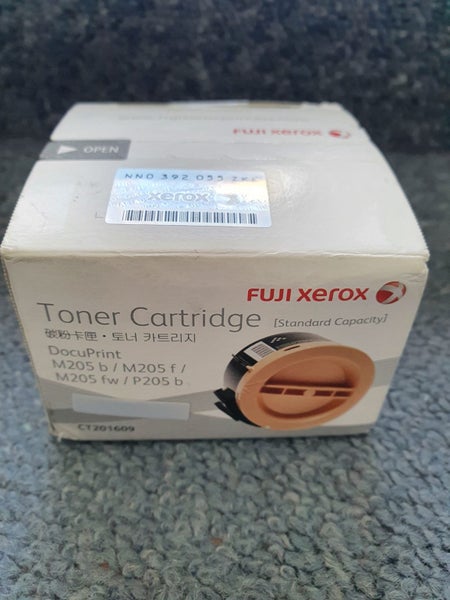 FUJI xerox
OPEN
NNO 392 055
xerox
FUJI xerox
Toner Cartridge [Standard Capacity]
碳粉卡匣・토너 카트리지
DocuPrint
M205 b / M205 f /
M205 fw / P205 b
CT201609